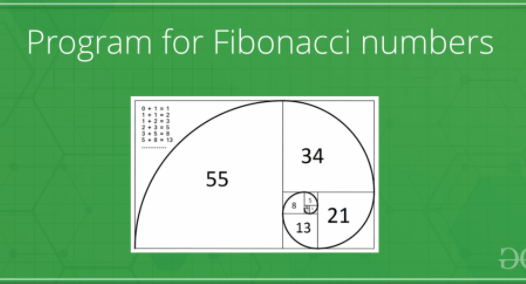 Program for Fibonacci numbers
0 + 1 = 1
1 + 1 = 2
1 + 2 = 3
2 + 3 = 5
3 + 5 = 8
5 + 8 = 13
............
55
34
8
5
13
21